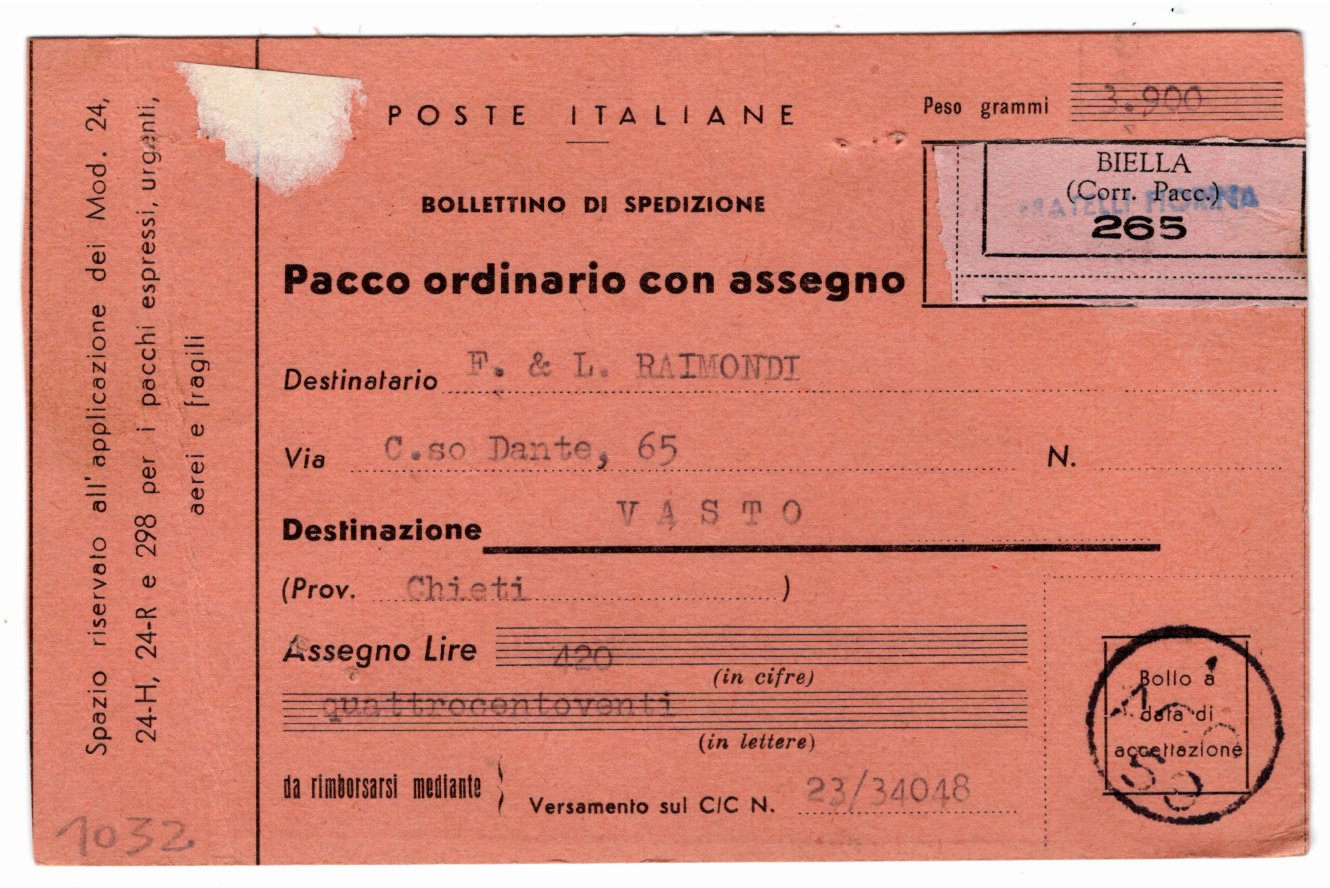 Spazio riservato all'applicazione dei Mod. 24,
24-H, 24-R e 298 per i pacchi espressi, urgenti,
aerei e fragili
POSTE ITALIANE
Peso grammi 3.900
BIELLA
(Corr. Pacc.)
FRATELLI FIORINA
265
BOLLETTINO DI SPEDIZIONE
Pacco ordinario con assegno
Destinatario F. & L. RAIMONDI
Via C.so Dante, 65 N.
Destinazione VASTO
(Prov. Chieti )
Assegno Lire 420
(in cifre)
quattrocentoventi
(in lettere)
da rimborsarsi mediante } Versamento sul C/C N. 23/34048
Bollo a
data di
accettazione
1032